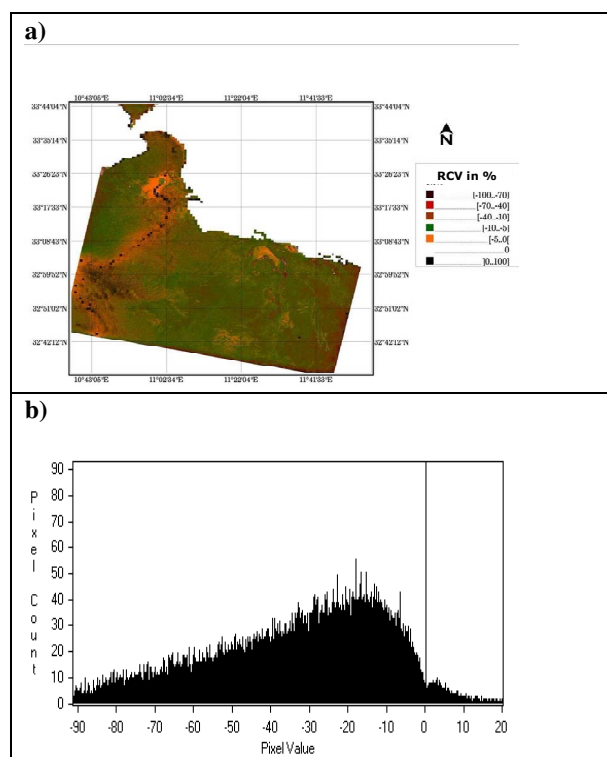 a)
10°43'05"E 11°02'34"E 11°22'04"E 11°41'33"E
33°44'04"N 33°44'04"N
33°35'14"N 33°35'14"N
N
33°26'23"N 33°26'23"N
RCV in %
[-100..-70]
[-70..-40]
33°17'33"N 33°17'33"N
[-40..-10]
[-10..-5]
33°08'43"N 33°08'43"N
[-5..0[
0
]0..100]
32°59'52"N 32°59'52"N
32°51'02"N 32°51'02"N
32°42'12"N 32°42'12"N
10°43'05"E 11°02'34"E 11°22'04"E 11°41'33"E
b)
Pixel Count
90
80
70
60
50
40
30
20
10
0
-90 -80 -70 -60 -50 -40 -30 -20 -10 0 10 20
Pixel Value